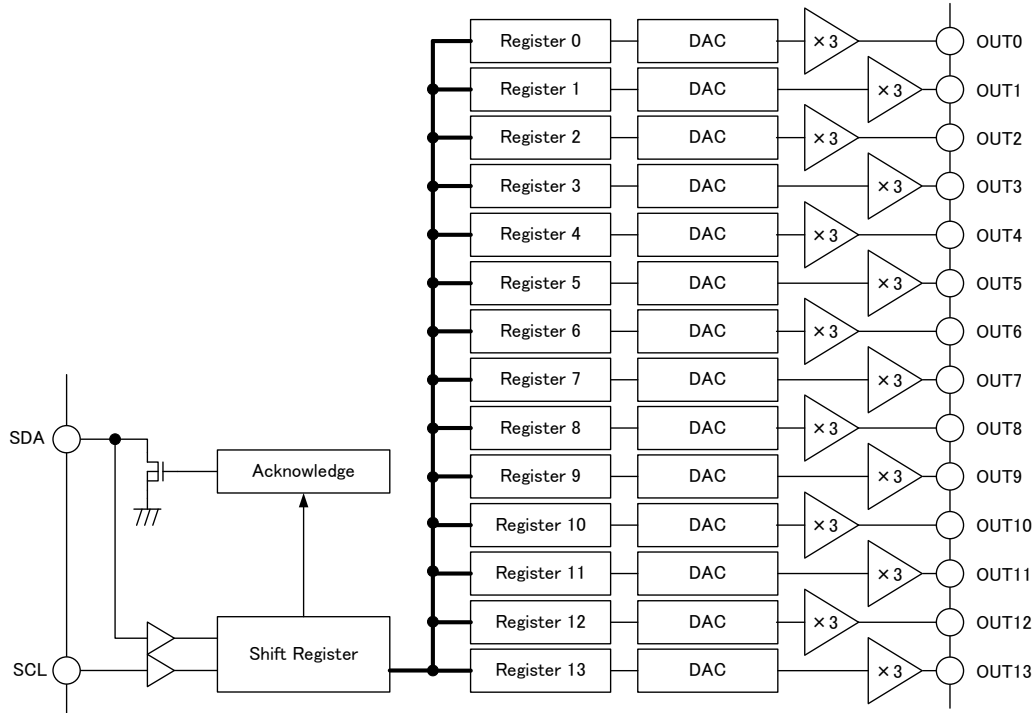 Register 0 DAC ×3 OUT0
Register 1 DAC ×3 OUT1
Register 2 DAC ×3 OUT2
Register 3 DAC ×3 OUT3
Register 4 DAC ×3 OUT4
Register 5 DAC ×3 OUT5
Register 6 DAC ×3 OUT6
Register 7 DAC ×3 OUT7
SDA Register 8 DAC ×3 OUT8
Acknowledge Register 9 DAC ×3 OUT9
Register 10 DAC ×3 OUT10
Register 11 DAC ×3 OUT11
Register 12 DAC ×3 OUT12
Shift Register
SCL Register 13 DAC ×3 OUT13